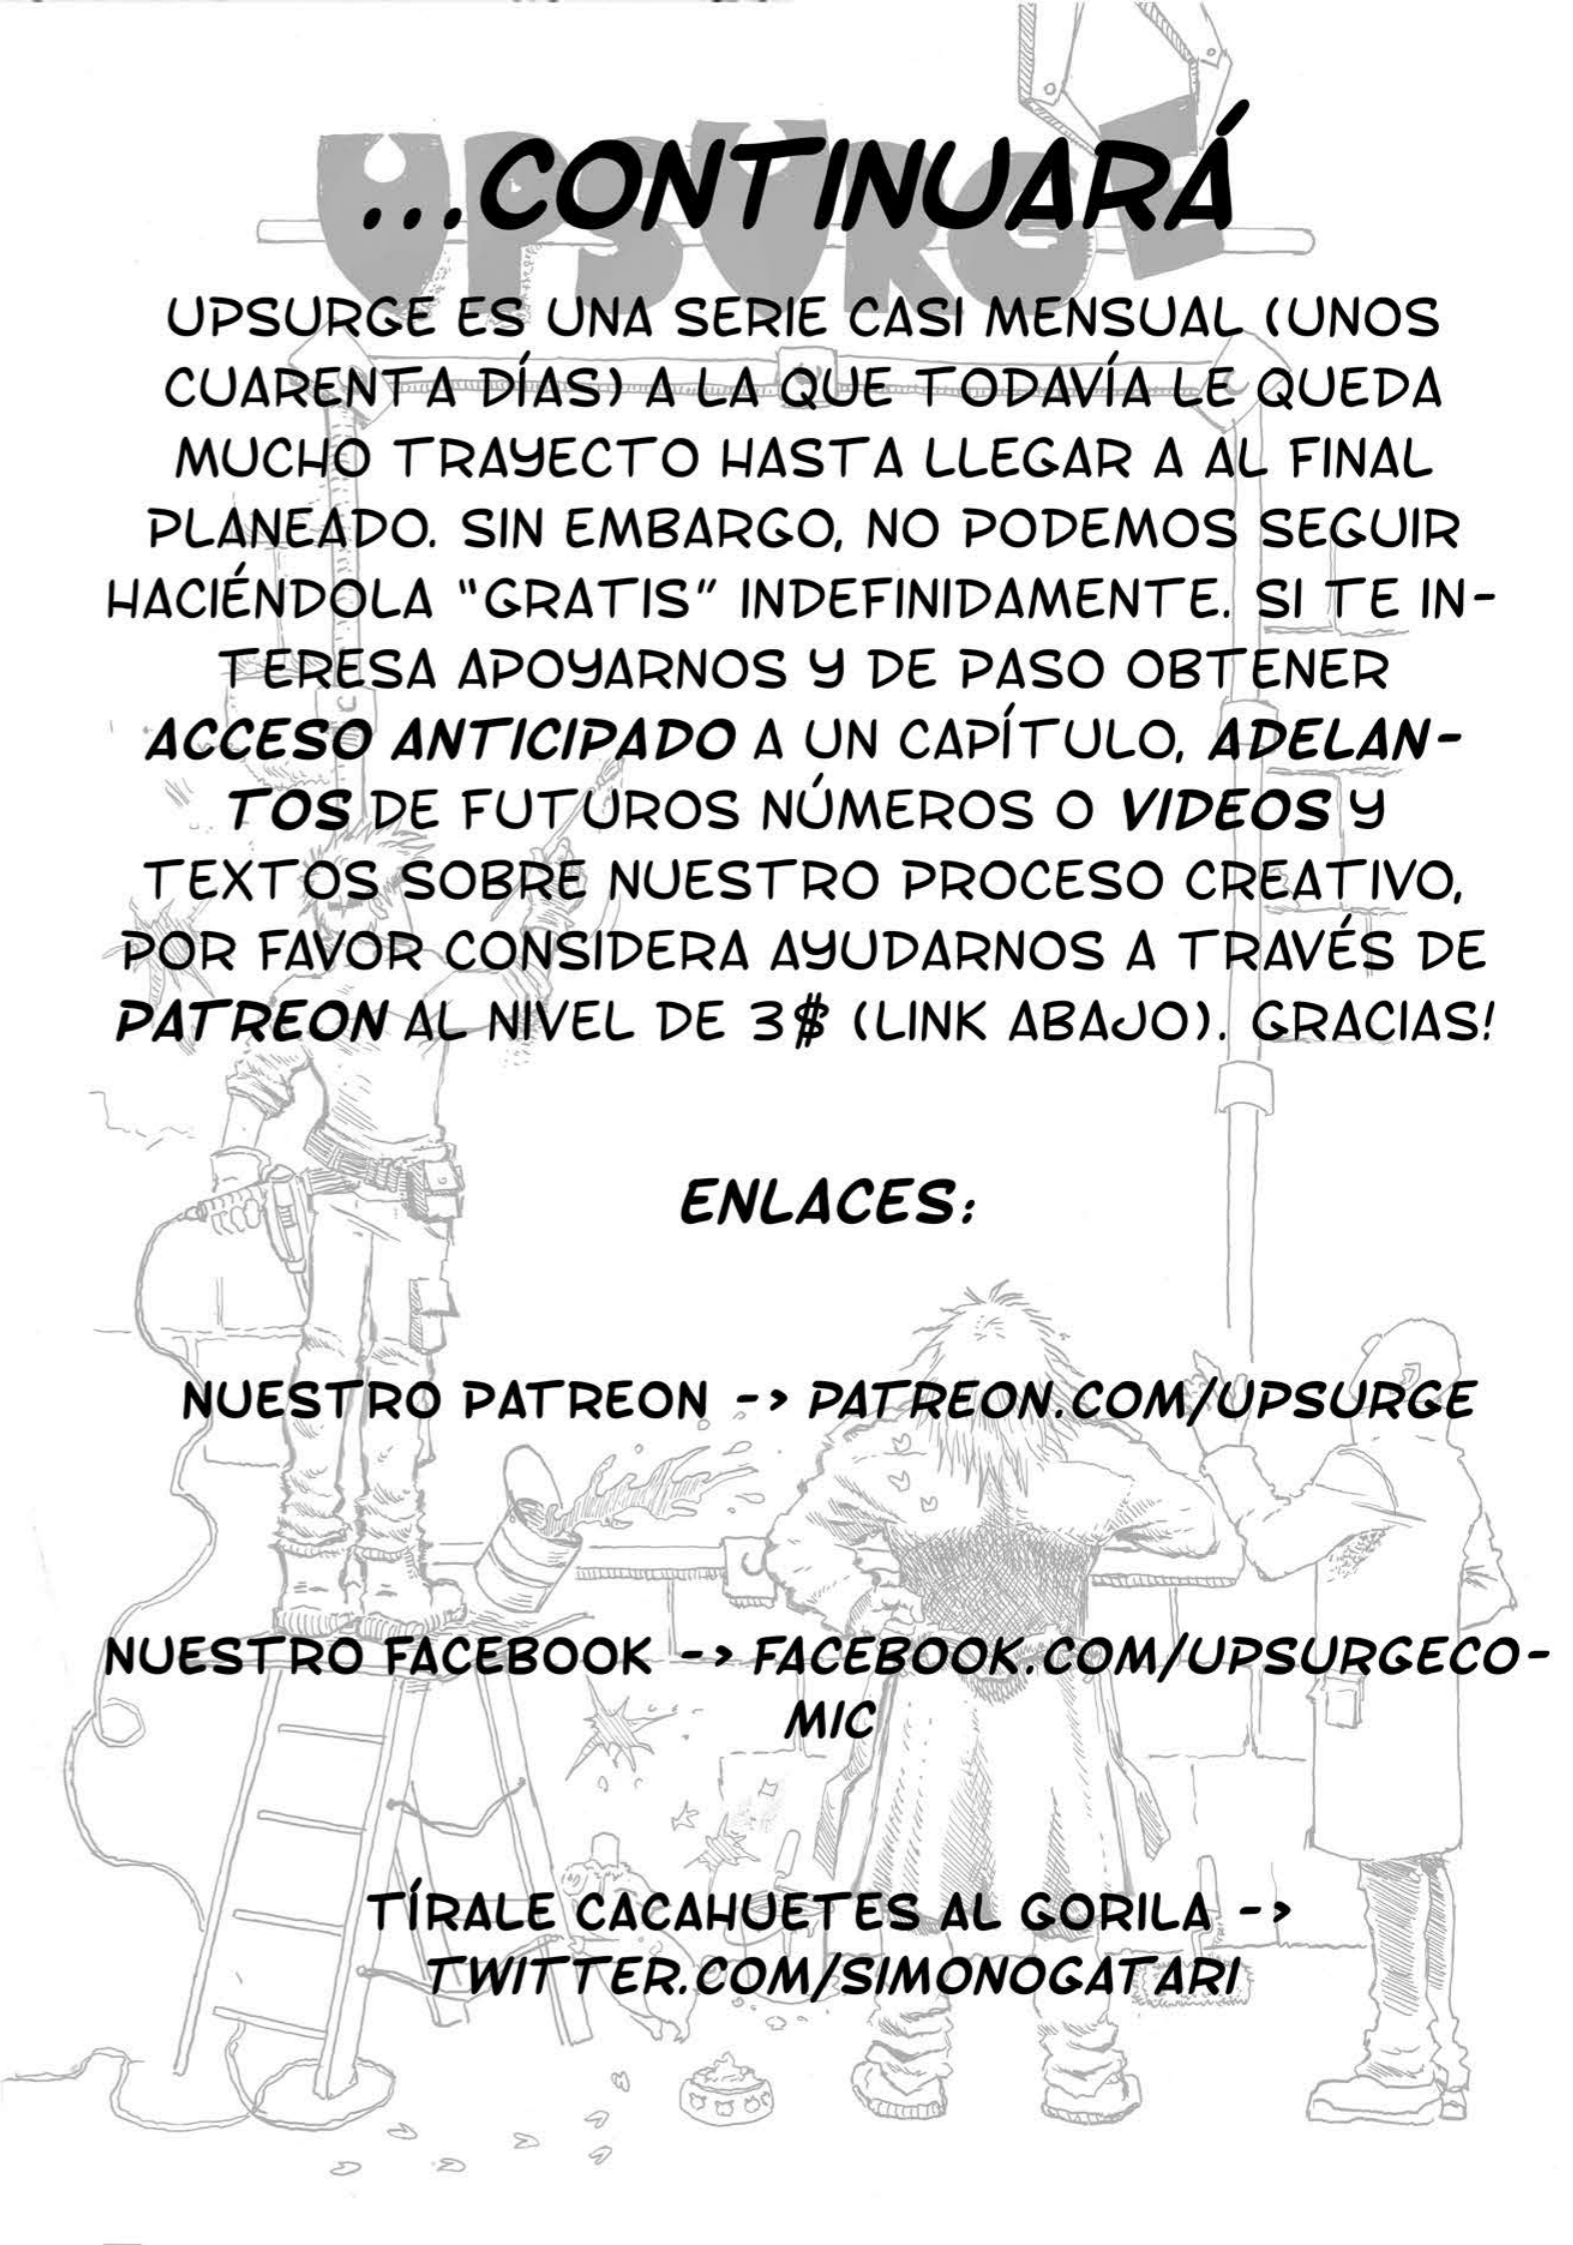 UPSURGE
...CONTINUARÁ
UPSURGE ES UNA SERIE CASI MENSUAL (UNOS
CUARENTA DÍAS) A LA QUE TODAVÍA LE QUEDA
MUCHO TRAYECTO HASTA LLEGAR A AL FINAL
PLANEADO. SIN EMBARGO, NO PODEMOS SEGUIR
HACIÉNDOLA "GRATIS" INDEFINIDAMENTE. SI TE IN-
TERESA APOYARNOS Y DE PASO OBTENER
ACCESO ANTICIPADO A UN CAPÍTULO, ADELAN-
TOS DE FUTUROS NÚMEROS O VIDEOS Y
TEXTOS SOBRE NUESTRO PROCESO CREATIVO,
POR FAVOR CONSIDERA AYUDARNOS A TRAVÉS DE
PATREON AL NIVEL DE 3$ (LINK ABAJO). GRACIAS!
ENLACES:
NUESTRO PATREON -> PATREON.COM/UPSURGE
NUESTRO FACEBOOK -> FACEBOOK.COM/UPSURGECO-
MIC
TÍRALE CACAHUETES AL GORILA ->
TWITTER.COM/SIMONOGATARI